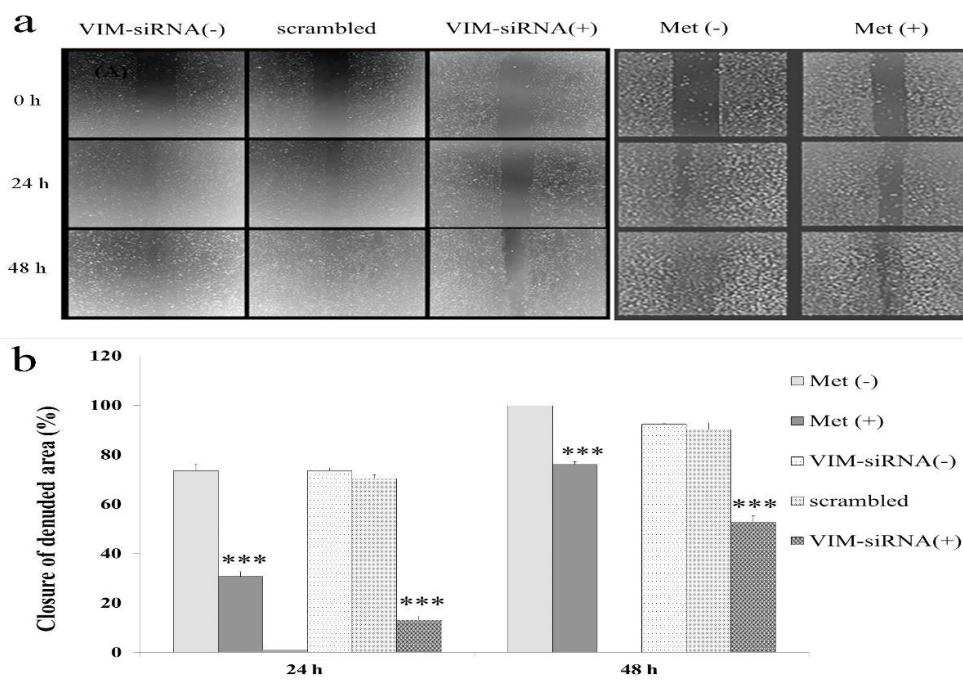 a
VIM-siRNA(-) scrambled VIM-siRNA(+) Met (-) Met (+)
(A)
0 h
24 h
48 h
b
Closure of denuded area (%)
120
100
80
60
40
20
0
***
***
***
***
24 h 48 h
Met (-)
Met (+)
VIM-siRNA(-)
scrambled
VIM-siRNA(+)